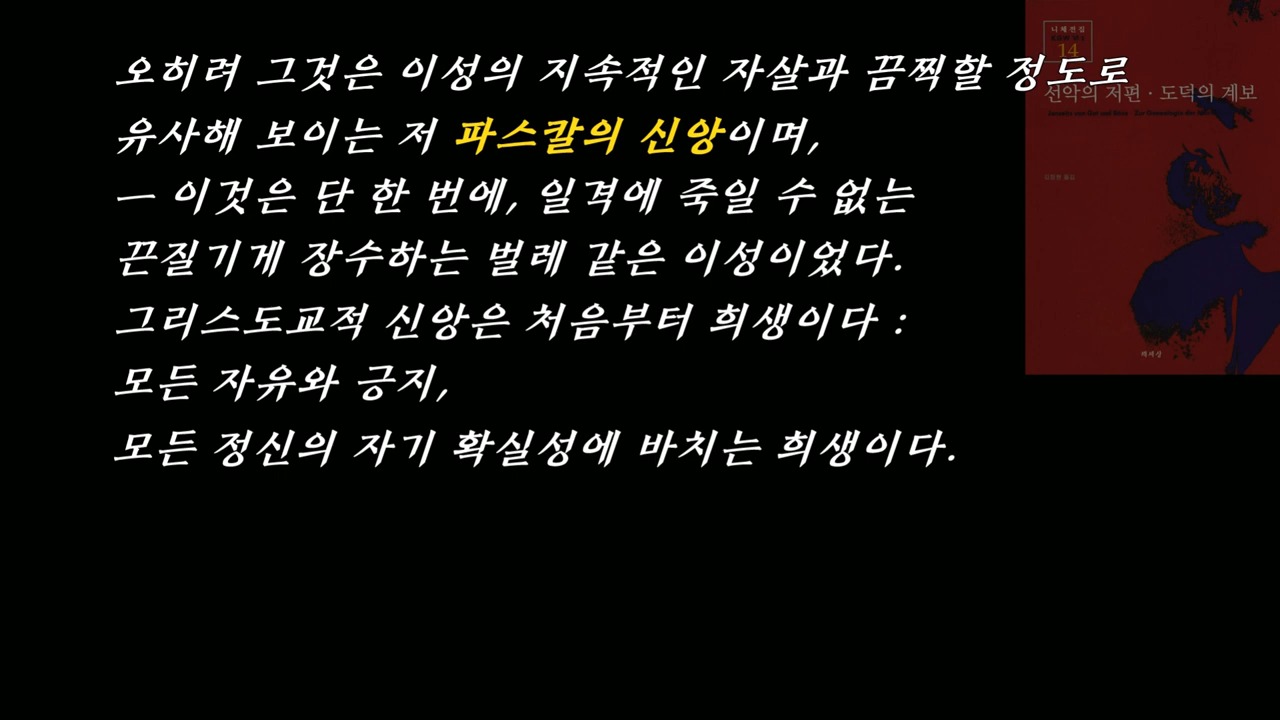 오히려 그것은 이성의 지속적인 자살과 끔찍할 정도로
유사해 보이는 저 파스칼의 신앙이며,
ㅡ 이것은 단 한 번에, 일격에 죽일 수 없는
끈질기게 장수하는 벌레 같은 이성이었다.
그리스도교적 신앙은 처음부터 희생이다 :
모든 자유와 긍지,
모든 정신의 자기 확실성에 바치는 희생이다.
니체전집
14
선악의 저편 · 도덕의 계보
책세상